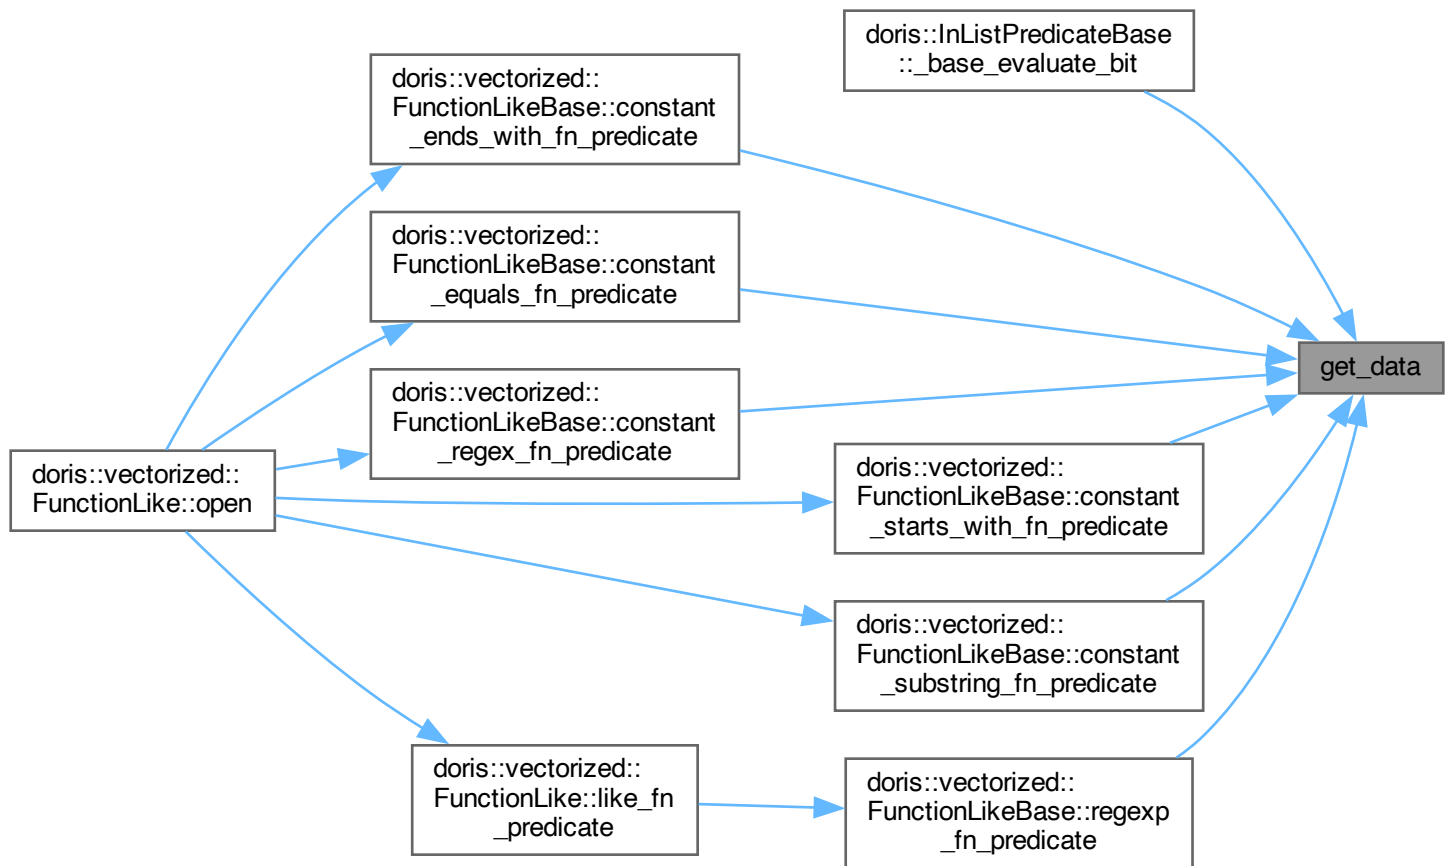 doris::InListPredicateBase
::_base_evaluate_bit
doris::vectorized::
FunctionLikeBase::constant
_ends_with_fn_predicate
doris::vectorized::
FunctionLikeBase::constant
_equals_fn_predicate
get_data
doris::vectorized::
FunctionLikeBase::constant
_regex_fn_predicate
doris::vectorized::
FunctionLike::open
doris::vectorized::
FunctionLikeBase::constant
_starts_with_fn_predicate
doris::vectorized::
FunctionLikeBase::constant
_substring_fn_predicate
doris::vectorized::
FunctionLike::like_fn
_predicate
doris::vectorized::
FunctionLikeBase::regexp
_fn_predicate